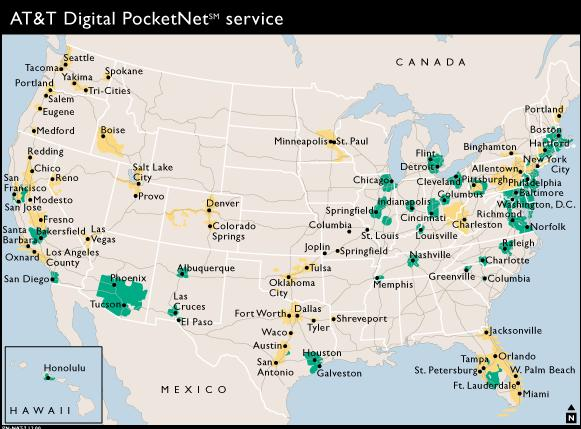 AT&T Digital PocketNet℠ service
CANADA
Seattle
Tacoma
Spokane
Yakima
Portland
Tri-Cities
Salem
Eugene
Medford
Boise
Redding
Chico
Reno
San
Francisco
Modesto
San Jose
Fresno
Santa
Barbara
Bakersfield
Las
Vegas
Oxnard
Los Angeles
County
San Diego
Salt Lake
City
Provo
Denver
Colorado
Springs
Phoenix
Tucson
Albuquerque
Las
Cruces
El Paso
Minneapolis
St. Paul
Chicago
Springfield
Indianapolis
Cincinnati
Columbia
St. Louis
Louisville
Joplin
Springfield
Tulsa
Oklahoma
City
Memphis
Nashville
Fort Worth
Dallas
Tyler
Shreveport
Waco
Austin
San
Antonio
Houston
Galveston
Flint
Detroit
Cleveland
Columbus
Pittsburgh
Charleston
Binghamton
Allentown
Portland
Boston
Hartford
New York
City
Philadelphia
Baltimore
Washington, D.C.
Richmond
Norfolk
Raleigh
Charlotte
Greenville
Columbia
Jacksonville
Orlando
Tampa
St. Petersburg
W. Palm Beach
Ft. Lauderdale
Miami
MEXICO
Honolulu
HAWAII
N